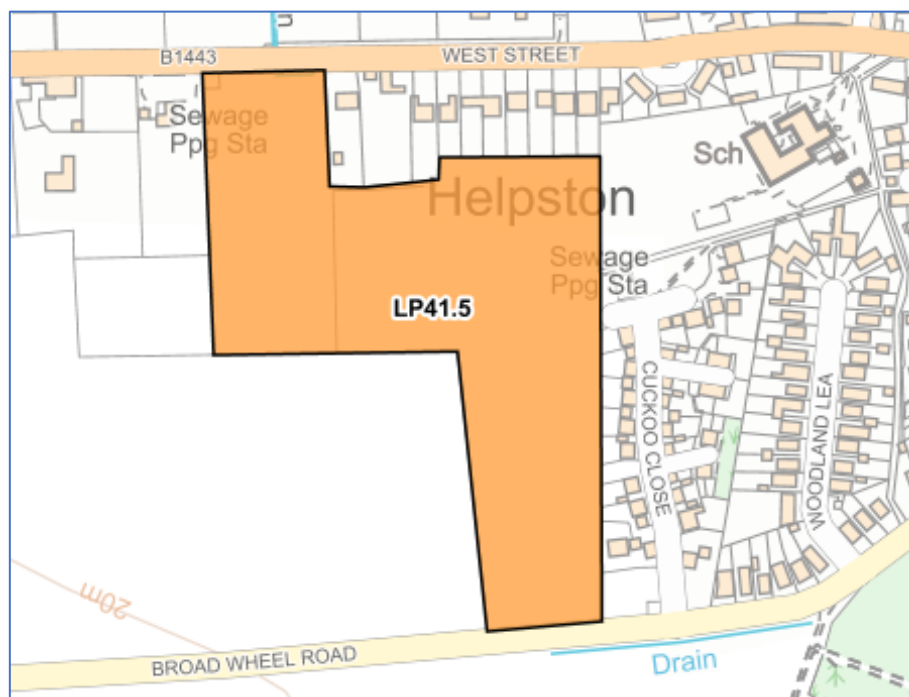 B1443
WEST STREET
Sewage
Ppg Sta
Sch
Helpston
Sewage
Ppg Sta
LP41.5
CUCKOO CLOSE
WOODLAND LEA
20m
BROAD WHEEL ROAD
Drain